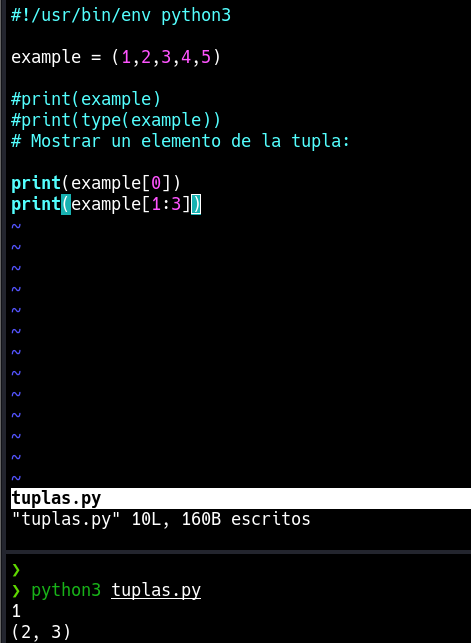 #!/usr/bin/env python3
example = (1,2,3,4,5)
#print(example)
#print(type(example))
# Mostrar un elemento de la tupla:
print(example[0])
print(example[1:3])
~
~
~
~
~
~
~
~
~
~
~
~
~
tuplas.py
"tuplas.py" 10L, 160B escritos
❯
❯ python3 tuplas.py
1
(2, 3)